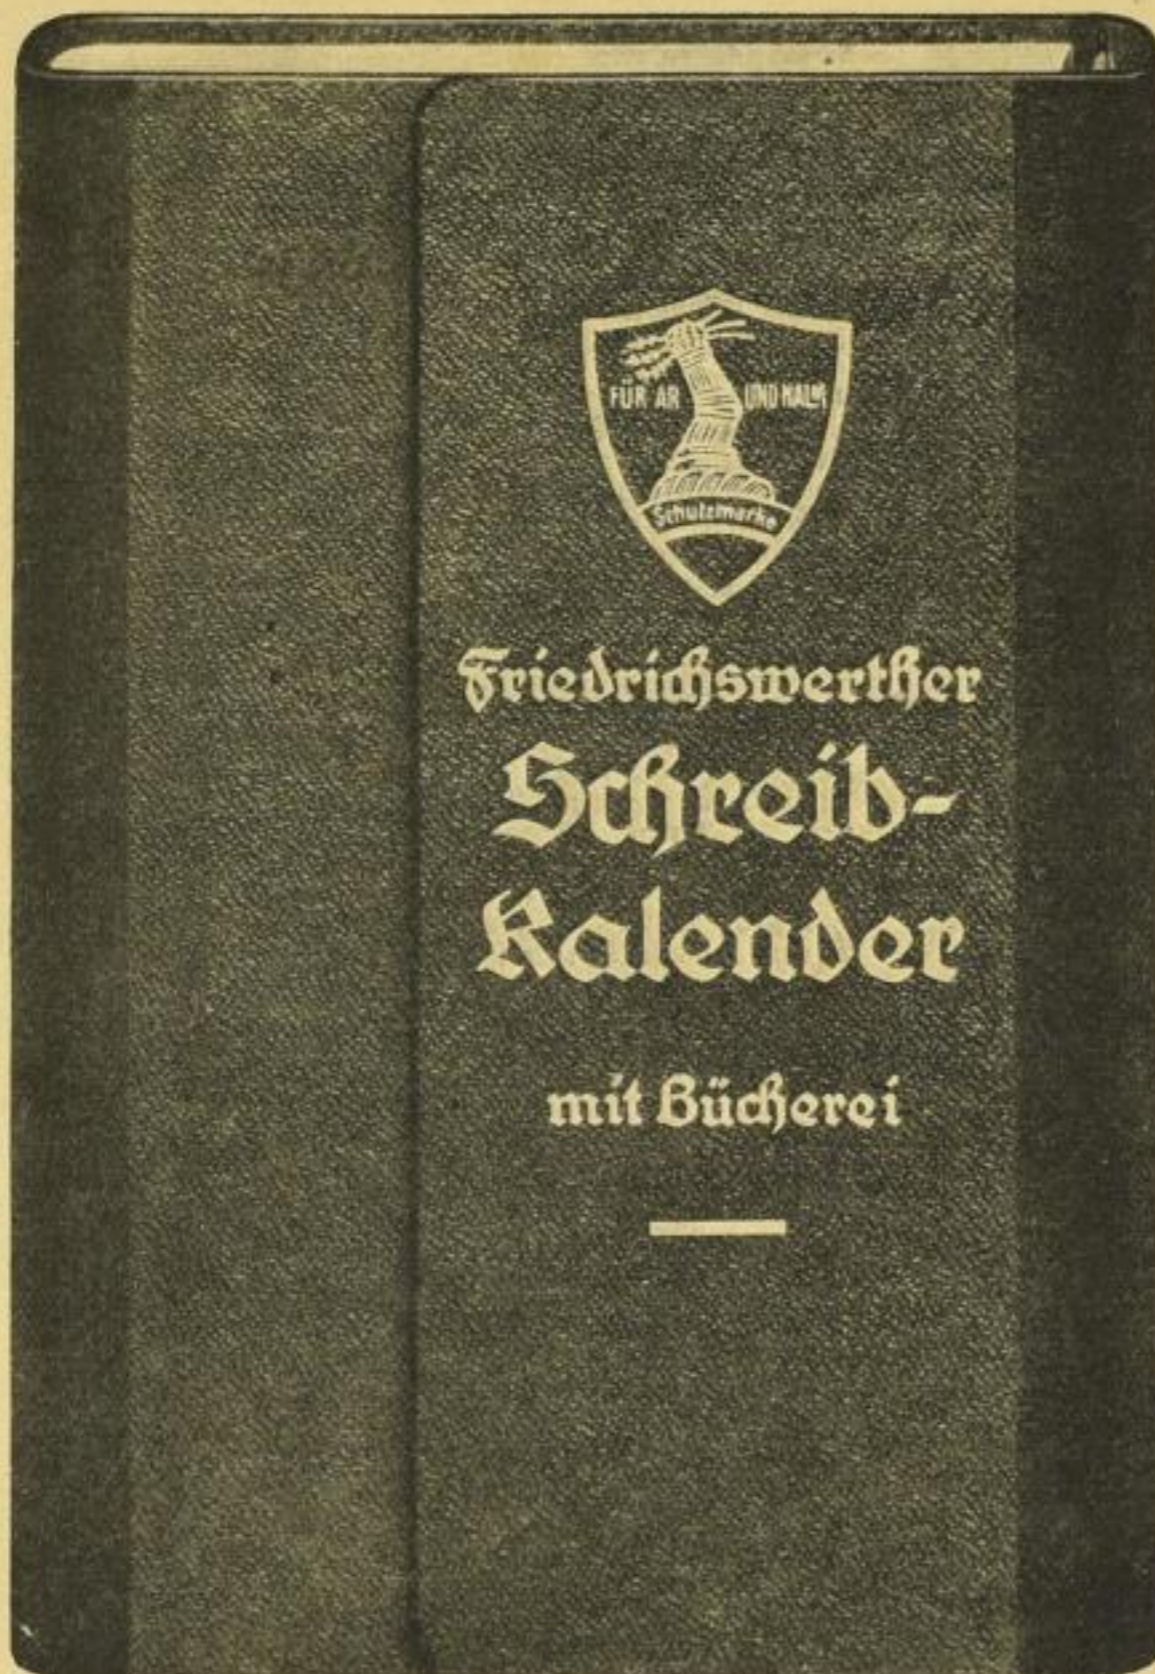 FÜR AR UND HALM
Schutzmarke
Friedrichswerther
Schreib-
Kalender
mit Bücherei